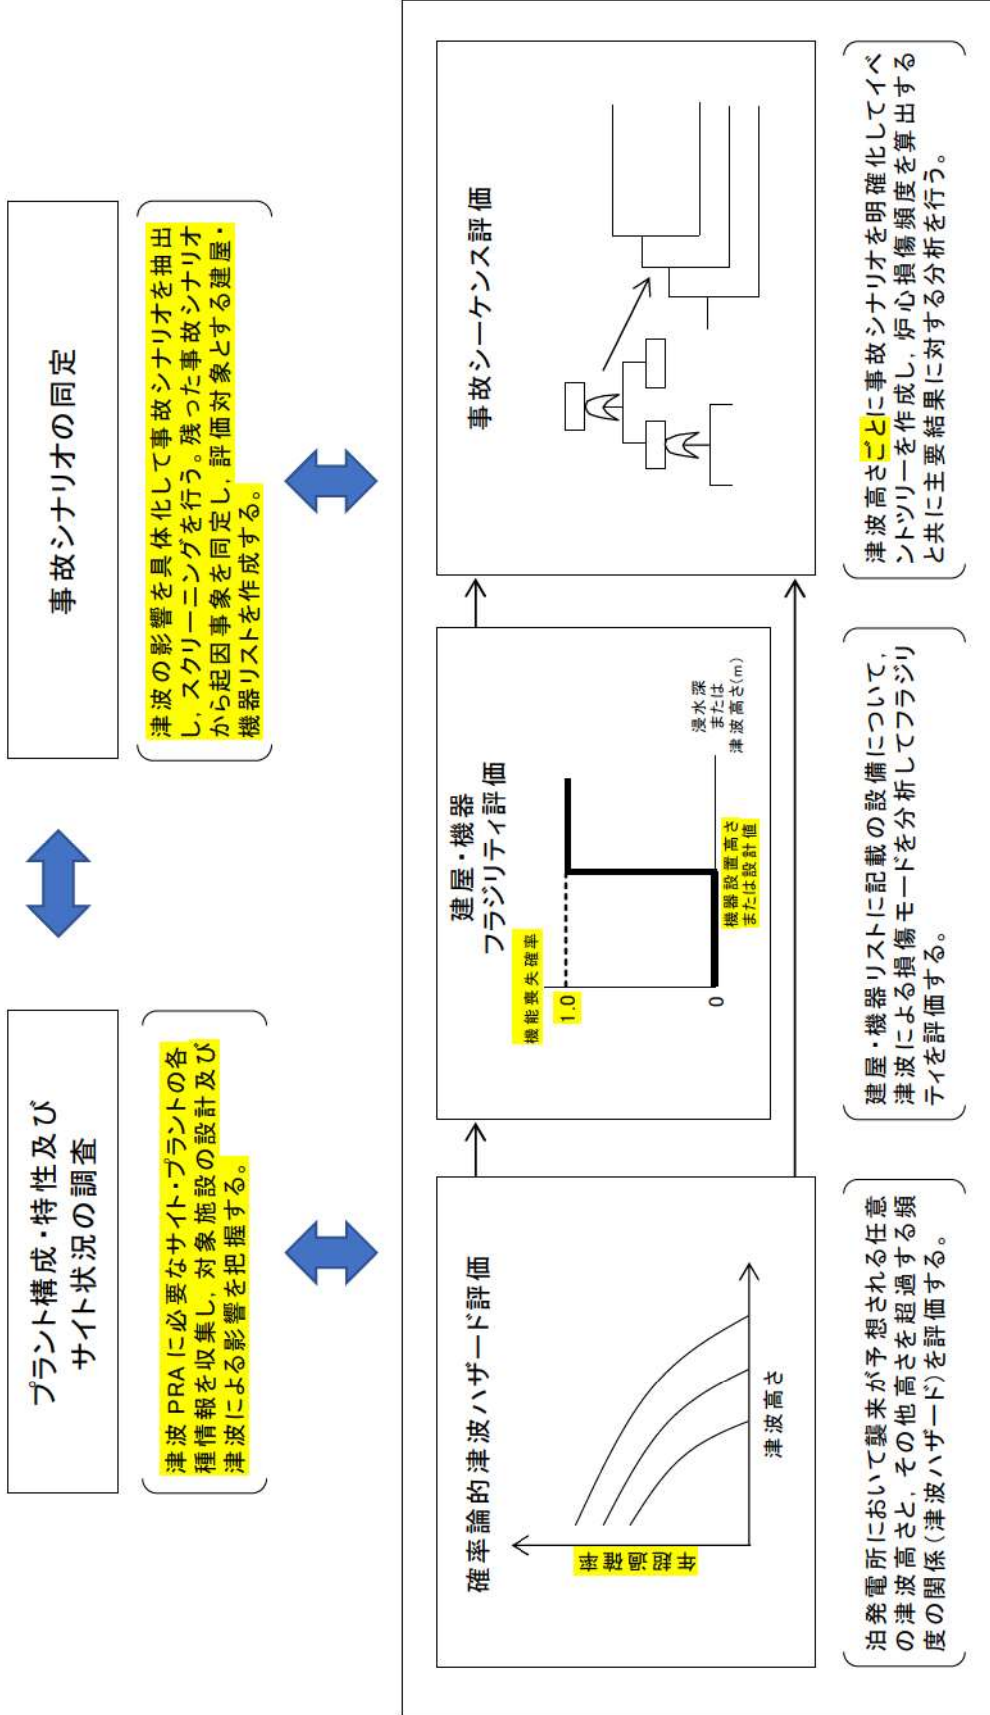 プラント構成・特性及び
サイト状況の調査
津波 PRA に必要なサイト・プラントの各
種情報を収集し, 対象施設の設計及び
津波による影響を把握する。
事故シナリオの同定
津波の影響を具体化して事故シナリオを抽出
し, スクリーニングを行う。残った事故シナリオ
から起因事象を同定し, 評価対象とする建屋・
機器リストを作成する。
確率論的津波ハザード評価
年超過確率
津波高さ
泊発電所において襲来が予想される任意
の津波高さと, その他高さを超過する頻
度の関係(津波ハザード)を評価する。
建屋・機器
フラジリティ評価
機能喪失確率
1.0
0
機器設置高さ
または設計値
浸水深
または
津波高さ(m)
建屋・機器リストに記載の設備について,
津波による損傷モードを分析してフラジリ
ティを評価する。
事故シーケンス評価
津波高さごとに事故シナリオを明確化してイベ
ントツリーを作成し, 炉心損傷頻度を算出する
と共に主要結果に対する分析を行う。